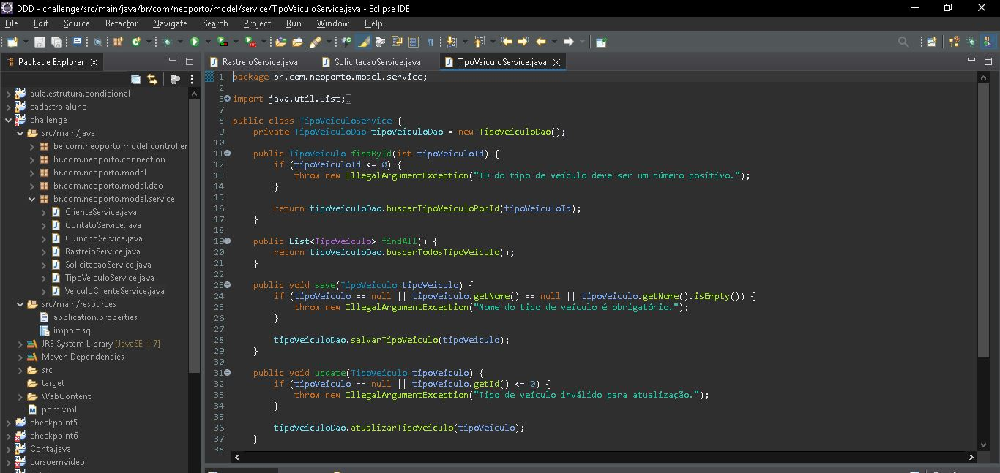 DDD - challenge/src/main/java/br/com/neoporto/model/service/TipoVeiculoService.java - Eclipse IDE
File Edit Source Refactor Navigate Search Project Run Window Help
Package Explorer
aula.estrutura.condicional
cadastro.aluno
challenge
src/main/java
be.com.neoporto.model.controller
br.com.neoporto.connection
br.com.neoporto.model
br.com.neoporto.model.dao
br.com.neoporto.model.service
ClienteService.java
ContatoService.java
GuinchoService.java
RastreioService.java
SolicitacaoService.java
TipoVeiculoService.java
VeiculoClienteService.java
src/main/resources
application.properties
import.sql
JRE System Library [JavaSE-1.7]
Maven Dependencies
src
target
WebContent
pom.xml
checkpoint5
checkpoint6
Conta.java
cursoemvideo
RastreioService.java SolicitacaoService.java TipoVeiculoService.java
1 package br.com.neoporto.model.service;
2
3 import java.util.List;
7
8 public class TipoVeiculoService {
9 private TipoVeiculoDao tipoVeiculoDao = new TipoVeiculoDao();
10
11 public TipoVeiculo findById(int tipoVeiculoId) {
12 if (tipoVeiculoId <= 0) {
13 throw new IllegalArgumentException("ID do tipo de veículo deve ser um número positivo.");
14 }
15
16 return tipoVeiculoDao.buscarTipoVeiculoPorId(tipoVeiculoId);
17 }
18
19 public List<TipoVeiculo> findAll() {
20 return tipoVeiculoDao.buscarTodosTipoVeiculo();
21 }
22
23 public void save(TipoVeiculo tipoVeiculo) {
24 if (tipoVeiculo == null || tipoVeiculo.getNome() == null || tipoVeiculo.getNome().isEmpty()) {
25 throw new IllegalArgumentException("Nome do tipo de veículo é obrigatório.");
26 }
27
28 tipoVeiculoDao.salvarTipoVeiculo(tipoVeiculo);
29 }
30
31 public void update(TipoVeiculo tipoVeiculo) {
32 if (tipoVeiculo == null || tipoVeiculo.getId() <= 0) {
33 throw new IllegalArgumentException("Tipo de veículo inválido para atualização.");
34 }
35
36 tipoVeiculoDao.atualizarTipoVeiculo(tipoVeiculo);
37 }
38